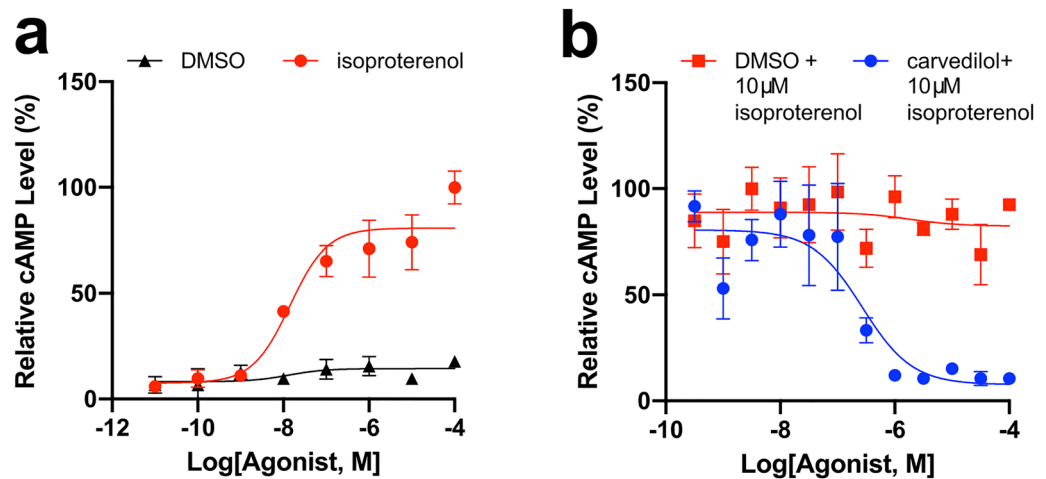 a
DMSO
isoproterenol
150
100
50
0
Relative cAMP Level (%)
-12
-10
-8
-6
-4
Log[Agonist, M]
b
DMSO +
10µM
isoproterenol
carvedilol+
10µM
isoproterenol
150
100
50
0
Relative cAMP Level (%)
-10
-8
-6
-4
Log[Agonist, M]